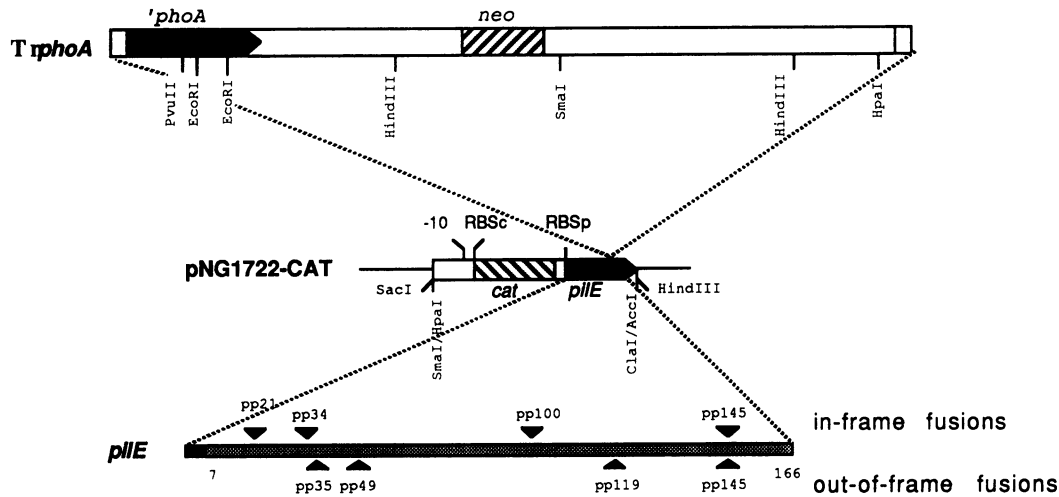 'phoA neo
TnphoA
PvuII EcoRI EcoRI HindIII SmaI HindIII HpaI
-10 RBSc RBSp
pNG1722-CAT
SacI cat pilE HindIII
SmaI/HpaI ClaI/AccI
pp21 pp34 pp100 pp145 in-frame fusions
pilE
7 166
pp35 pp49 pp119 pp145 out-of-frame fusions